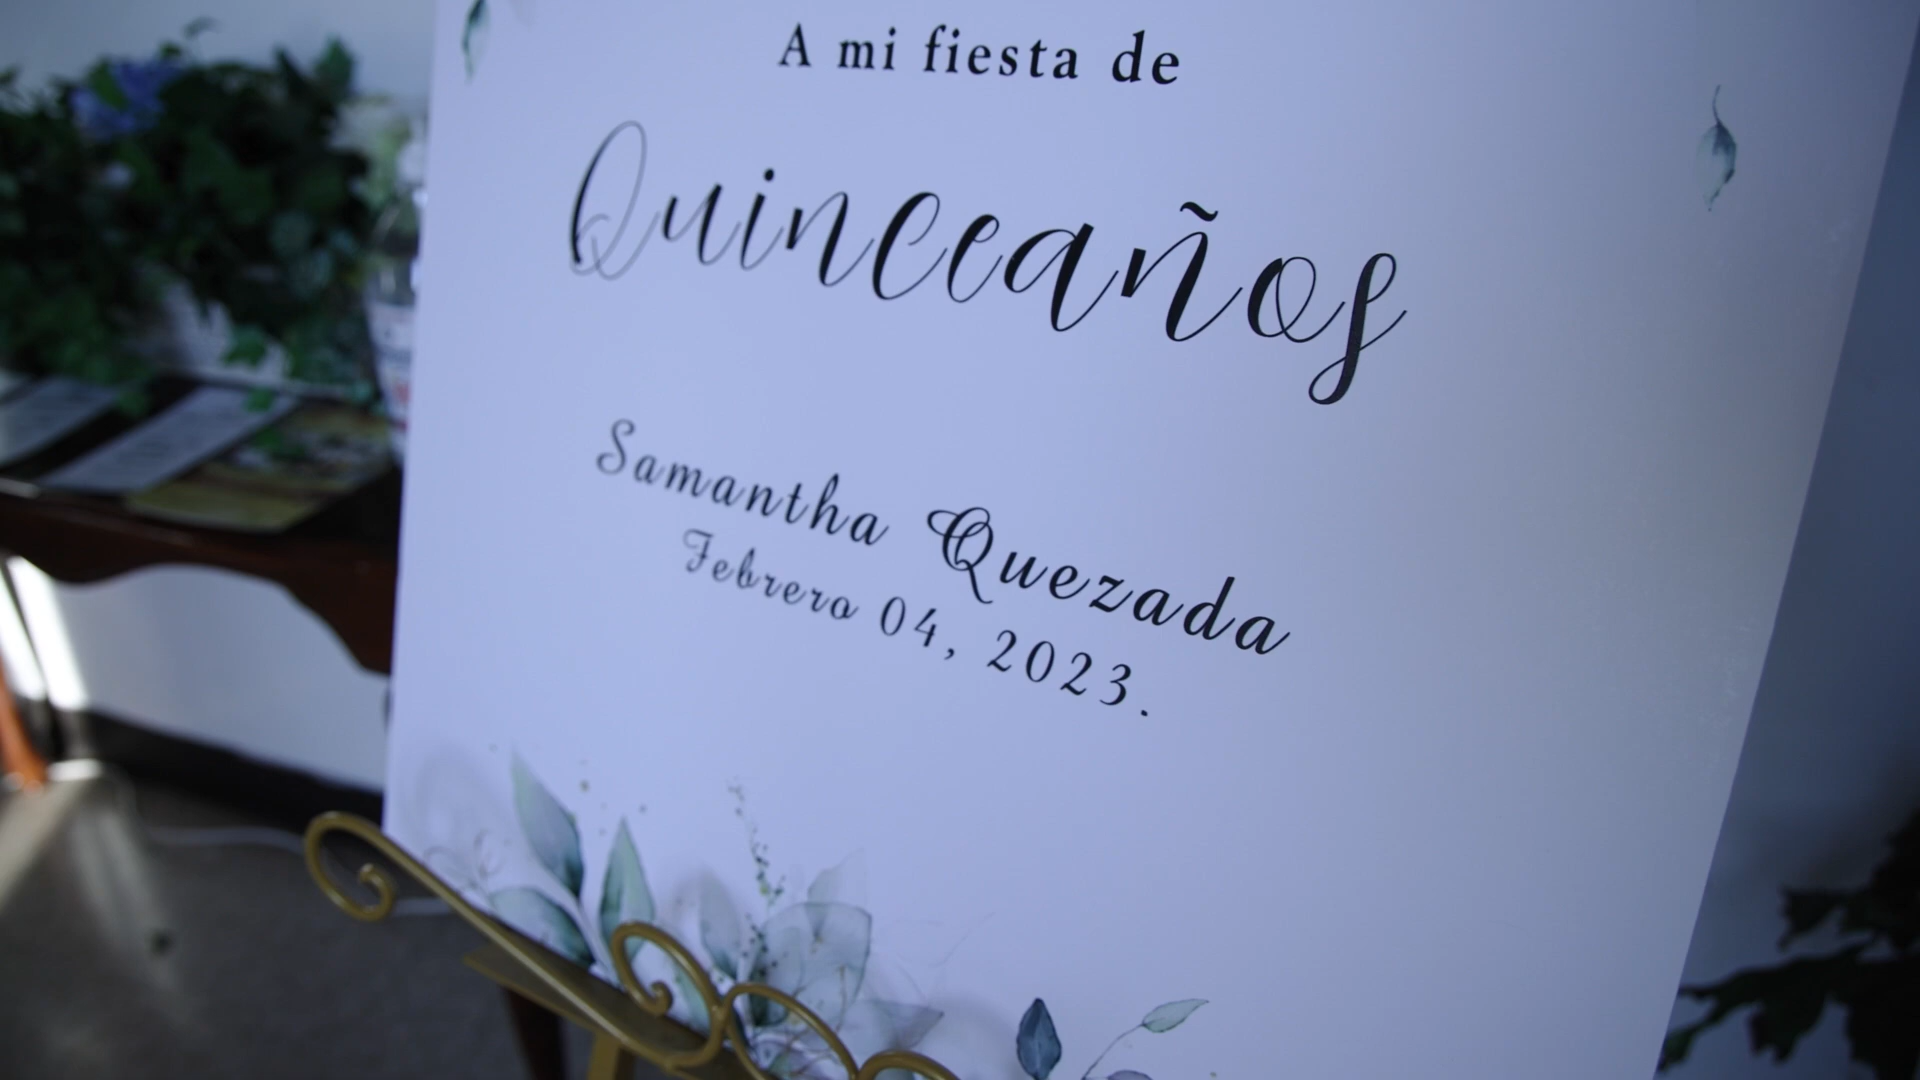 A mi fiesta de
Quinceaños
Samantha Quezada
Febrero 04, 2023.